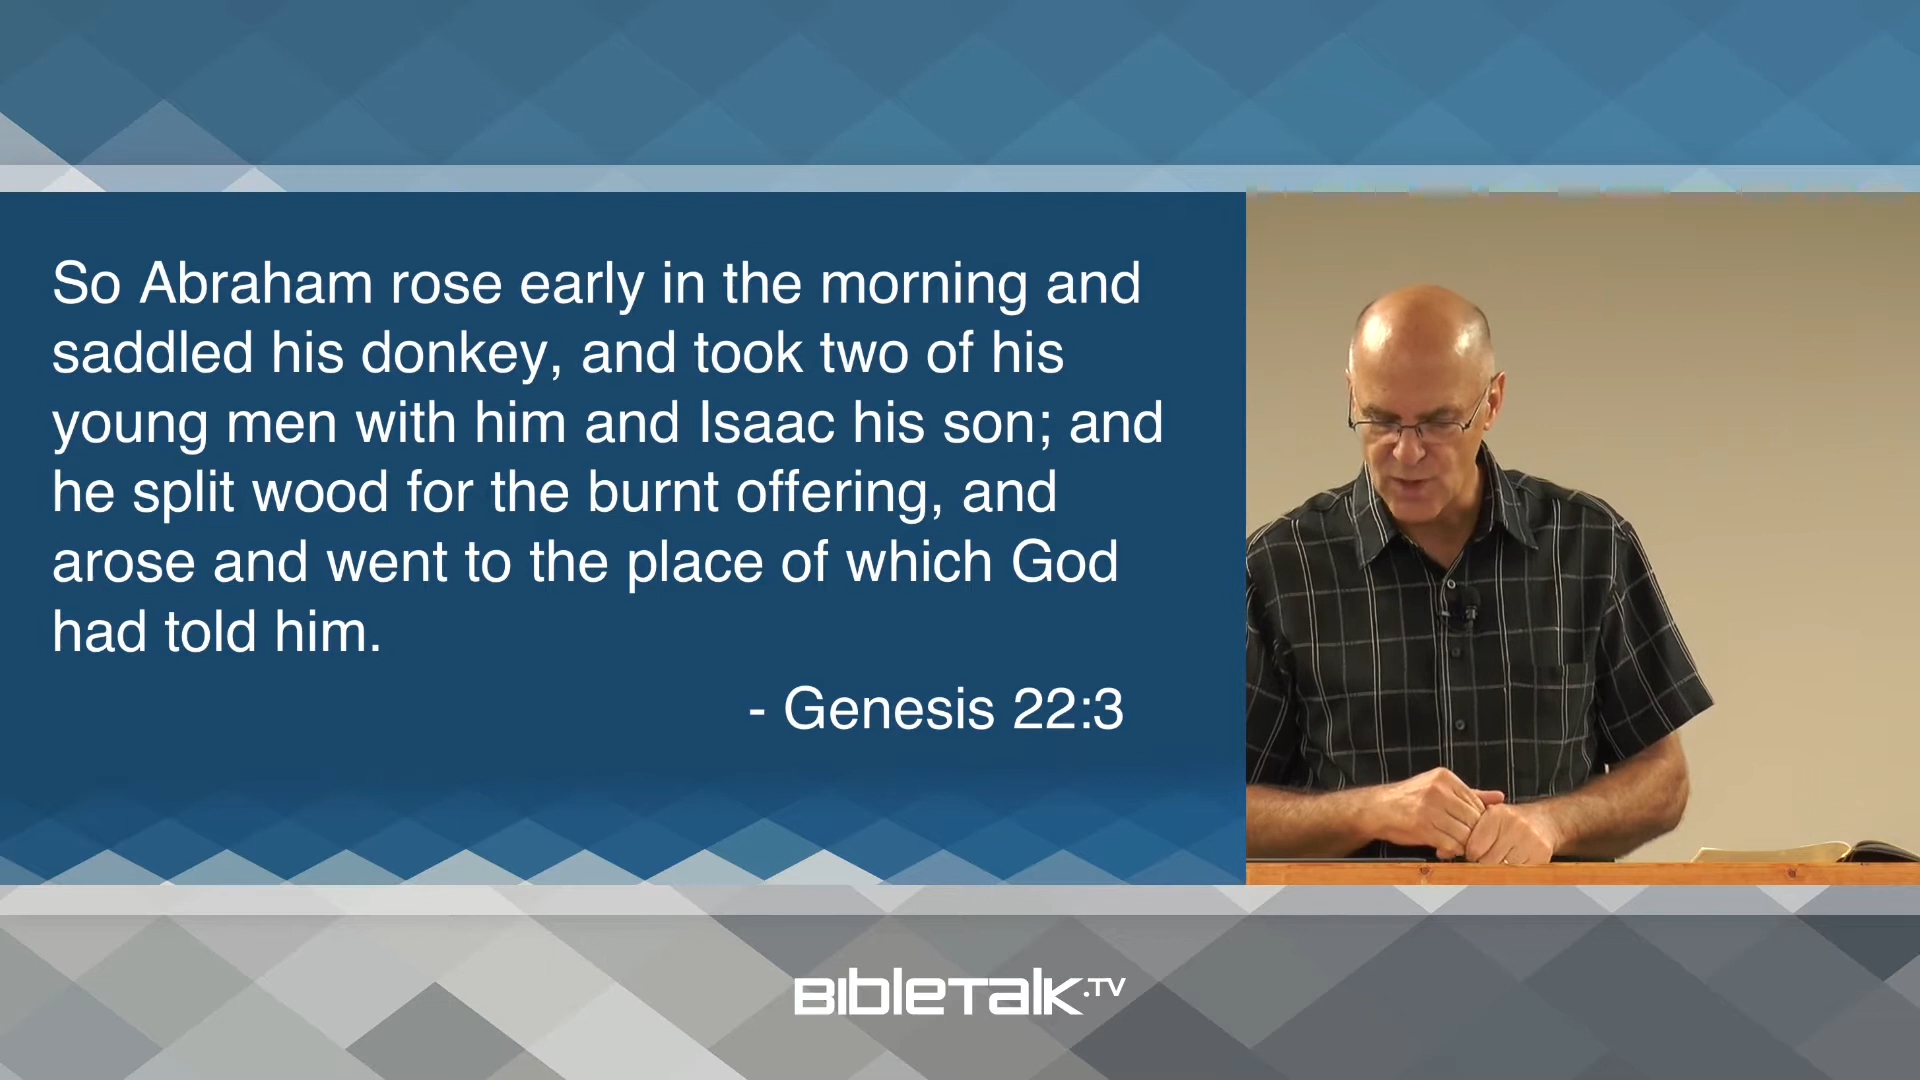 So Abraham rose early in the morning and
saddled his donkey, and took two of his
young men with him and Isaac his son; and
he split wood for the burnt offering, and
arose and went to the place of which God
had told him.
- Genesis 22:3
BibleTalk.TV